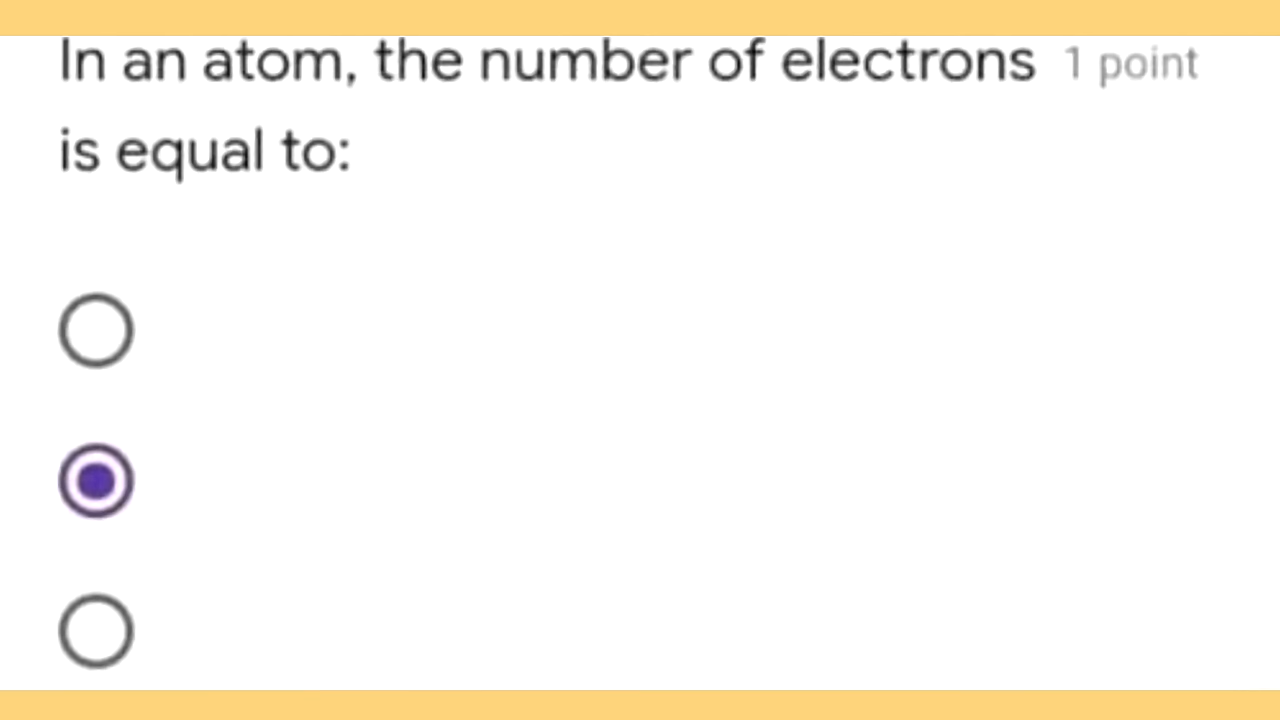 In an atom, the number of electrons 1 point
is equal to: